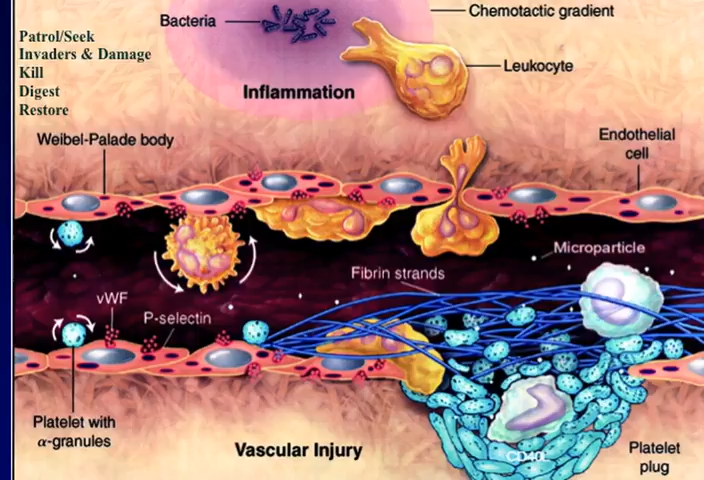 Chemotactic gradient
Bacteria
Patrol/Seek
Invaders & Damage
Kill
Digest
Restore
Leukocyte
Inflammation
Weibel-Palade body
Endothelial
cell
Microparticle
Fibrin strands
vWF
P-selectin
Platelet with
α-granules
Vascular Injury
CD40L
Platelet
plug